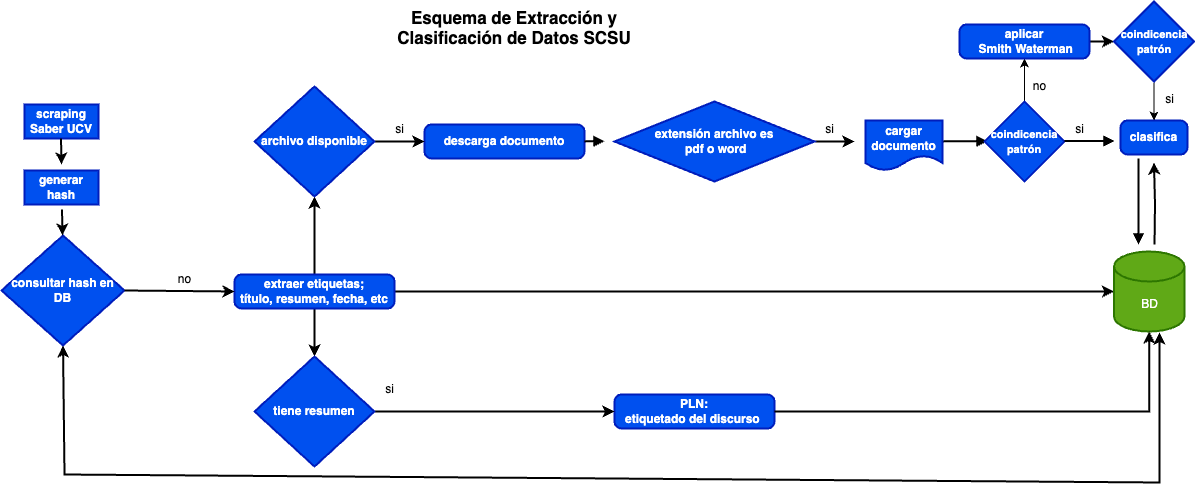 Esquema de Extracción y
Clasificación de Datos SCSU
aplicar
Smith Waterman
coindicencia
patrón
no
si
scraping
Saber UCV
archivo disponible
si
descarga documento
extensión archivo es
pdf o word
si
cargar
documento
coindicencia
patrón
si
clasifica
generar
hash
consultar hash en
DB
no
extraer etiquetas;
título, resumen, fecha, etc
BD
tiene resumen
si
PLN:
etiquetado del discurso